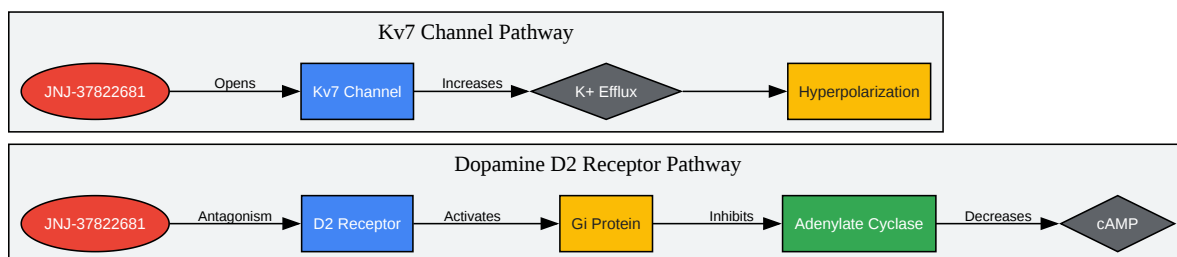 Kv7 Channel Pathway
JNJ-37822681
Opens
Kv7 Channel
Increases
K+ Efflux
Hyperpolarization
Dopamine D2 Receptor Pathway
JNJ-37822681
Antagonism
D2 Receptor
Activates
Gi Protein
Inhibits
Adenylate Cyclase
Decreases
cAMP